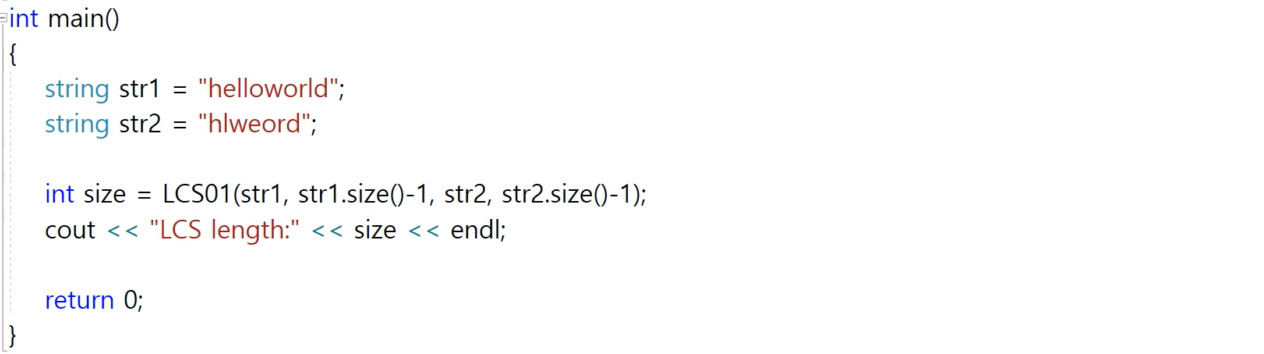 int main()
{
string str1 = "helloworld";
string str2 = "hlweord";
int size = LCS01(str1, str1.size()-1, str2, str2.size()-1);
cout << "LCS length:" << size << endl;
return 0;
}